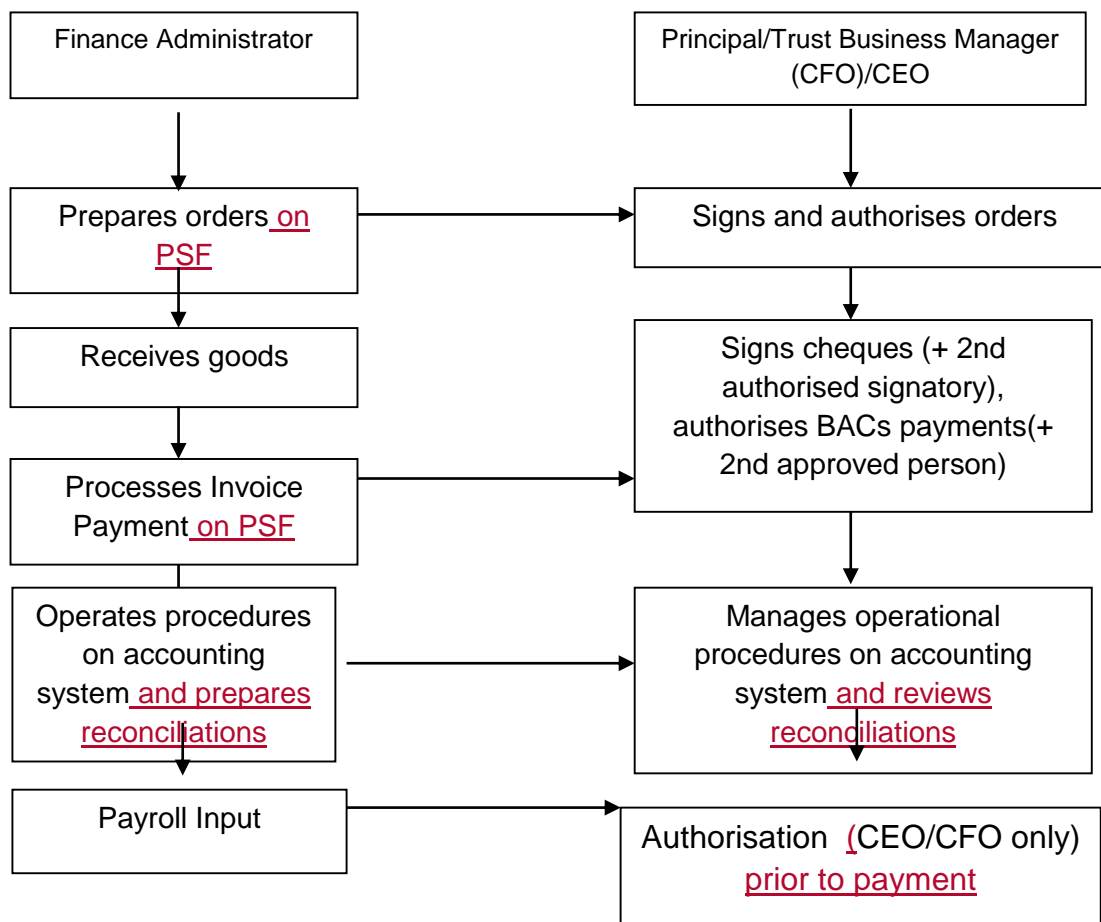 Finance Administrator
Principal/Trust Business Manager
(CFO)/CEO
Prepares orders on
PSF
Signs and authorises orders
Receives goods
Signs cheques (+ 2nd
authorised signatory),
authorises BACs payments(+
2nd approved person)
Processes Invoice
Payment on PSF
Operates procedures
on accounting
system and prepares
reconciliations
Manages operational
procedures on accounting
system and reviews
reconciliations
Payroll Input
Authorisation (CEO/CFO only)
prior to payment